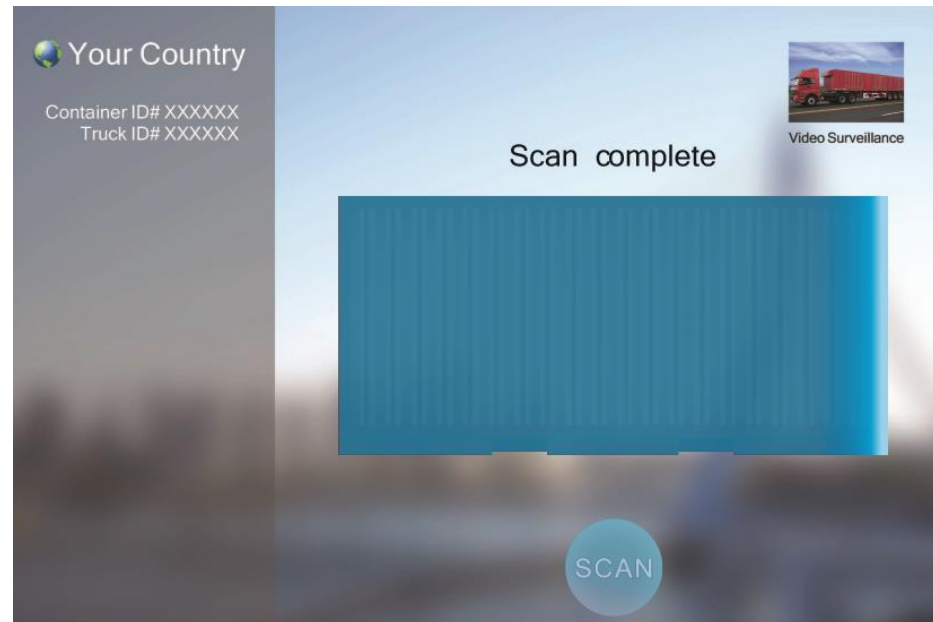 Your Country
Container ID# XXXXXX
Truck ID# XXXXXX
Video Surveillance
Scan complete
SCAN